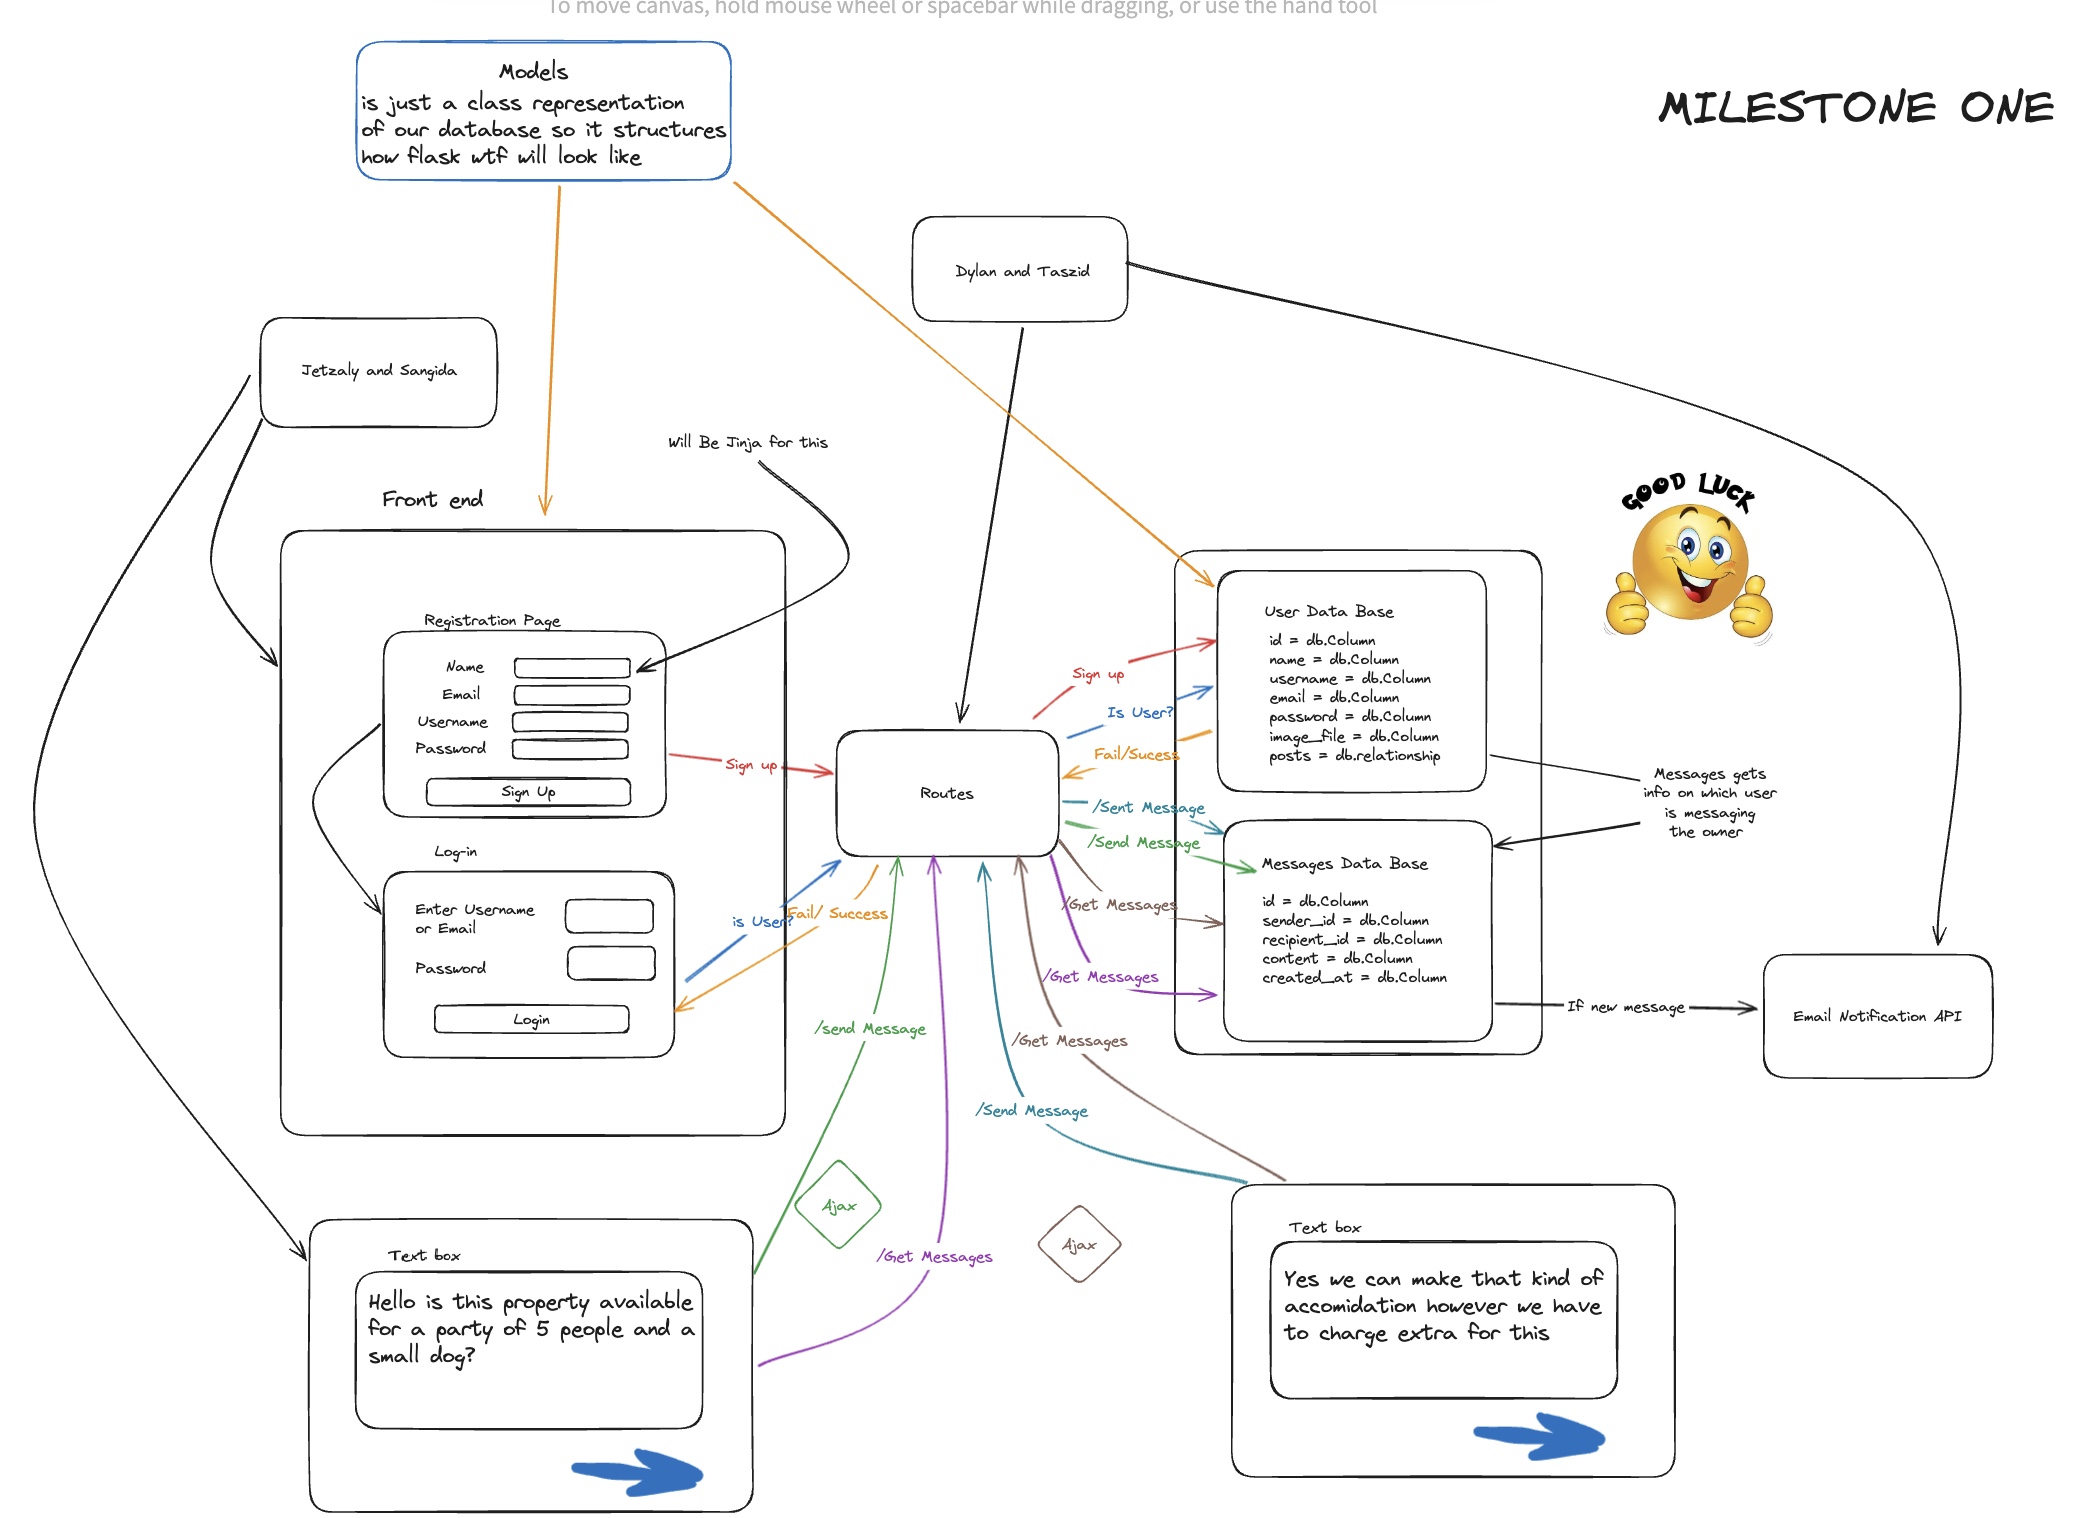 To move canvas, hold mouse wheel or spacebar while dragging, or use the hand tool
MILESTONE ONE
Models
is just a class representation
of our database so it structures
how flask wtf will look like
Dylan and Taszid
Jetzaly and Sangida
Will Be Jinja for this
Front end
Registration Page
Name
Email
Username
Password
Sign Up
Log-in
Enter Username
or Email
Password
Login
Sign up
is User?
Fail/ Success
Routes
Sign up
Is User?
Fail/Sucess
/Sent Message
/Send Message
/Get Messages
/Get Messages
User Data Base
id = db.Column
name = db.Column
username = db.Column
email = db.Column
password = db.Column
image_file = db.Column
posts = db.relationship
GOOD LUCK
Messages gets
info on which user
is messaging
the owner
Messages Data Base
id = db.Column
sender_id = db.Column
recipient_id = db.Column
content = db.Column
created_at = db.Column
If new message
Email Notification API
/send Message
/Get Messages
/Send Message
/Get Messages
Ajax
Ajax
Text box
Hello is this property available
for a party of 5 people and a
small dog?
Text box
Yes we can make that kind of
accomidation however we have
to charge extra for this